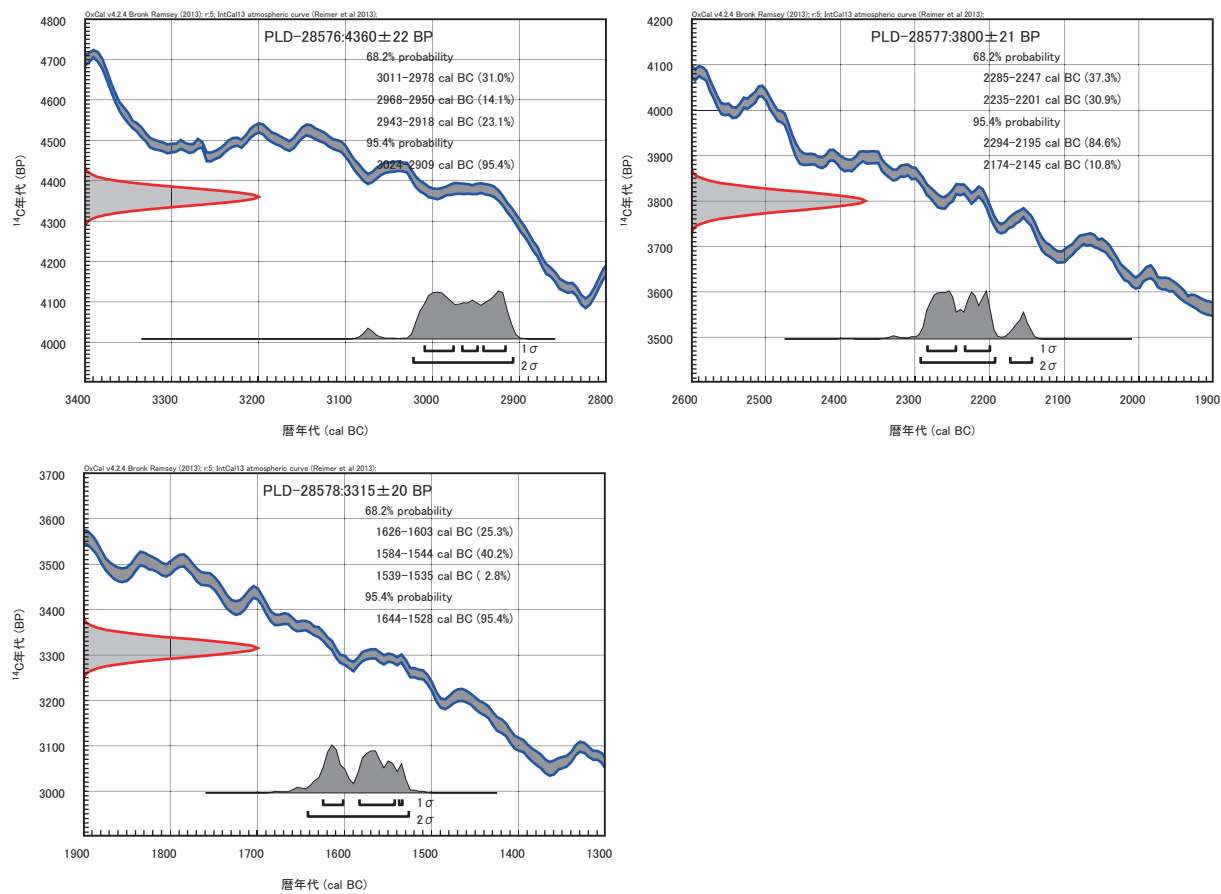 OxCal v4.2.4 Bronk Ramsey (2013); r:5; IntCal13 atmospheric curve (Reimer et al 2013);
PLD-28576:4360±22 BP
68.2% probability
3011-2978 cal BC (31.0%)
2968-2950 cal BC (14.1%)
2943-2918 cal BC (23.1%)
95.4% probability
3024-2909 cal BC (95.4%)
4800
4700
4600
4500
4400
4300
4200
4100
4000
¹⁴C年代 (BP)
1σ
2σ
3400 3300 3200 3100 3000 2900 2800
暦年代 (cal BC)
OxCal v4.2.4 Bronk Ramsey (2013); r:5; IntCal13 atmospheric curve (Reimer et al 2013);
PLD-28577:3800±21 BP
68.2% probability
2285-2247 cal BC (37.3%)
2235-2201 cal BC (30.9%)
95.4% probability
2294-2195 cal BC (84.6%)
2174-2145 cal BC (10.8%)
4200
4100
4000
3900
3800
3700
3600
3500
¹⁴C年代 (BP)
1σ
2σ
2600 2500 2400 2300 2200 2100 2000 1900
暦年代 (cal BC)
OxCal v4.2.4 Bronk Ramsey (2013); r:5; IntCal13 atmospheric curve (Reimer et al 2013);
PLD-28578:3315±20 BP
68.2% probability
1626-1603 cal BC (25.3%)
1584-1544 cal BC (40.2%)
1539-1535 cal BC ( 2.8%)
95.4% probability
1644-1528 cal BC (95.4%)
3700
3600
3500
3400
3300
3200
3100
3000
¹⁴C年代 (BP)
1σ
2σ
1900 1800 1700 1600 1500 1400 1300
暦年代 (cal BC)